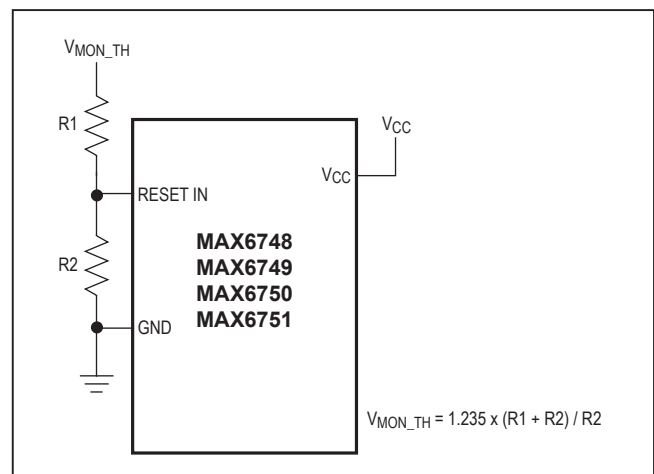 VMON_TH
R1
VCC
VCC
RESET IN
MAX6748
MAX6749
R2
MAX6750
MAX6751
GND
VMON_TH = 1.235 x (R1 + R2) / R2